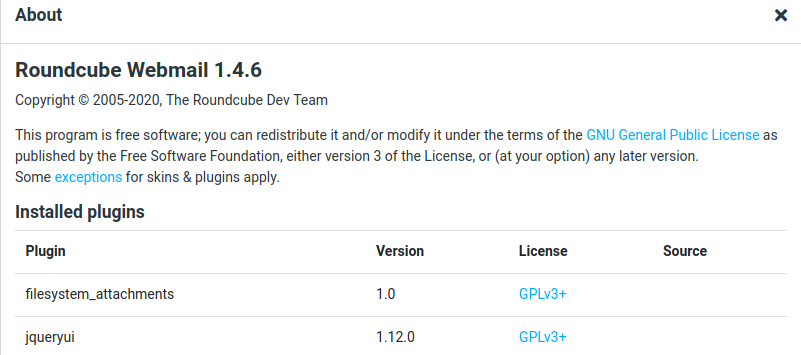 About
Roundcube Webmail 1.4.6
Copyright © 2005-2020, The Roundcube Dev Team
This program is free software; you can redistribute it and/or modify it under the terms of the GNU General Public License as
published by the Free Software Foundation, either version 3 of the License, or (at your option) any later version.
Some exceptions for skins & plugins apply.
Installed plugins
Plugin Version License Source
filesystem_attachments 1.0 GPLv3+
jqueryui 1.12.0 GPLv3+